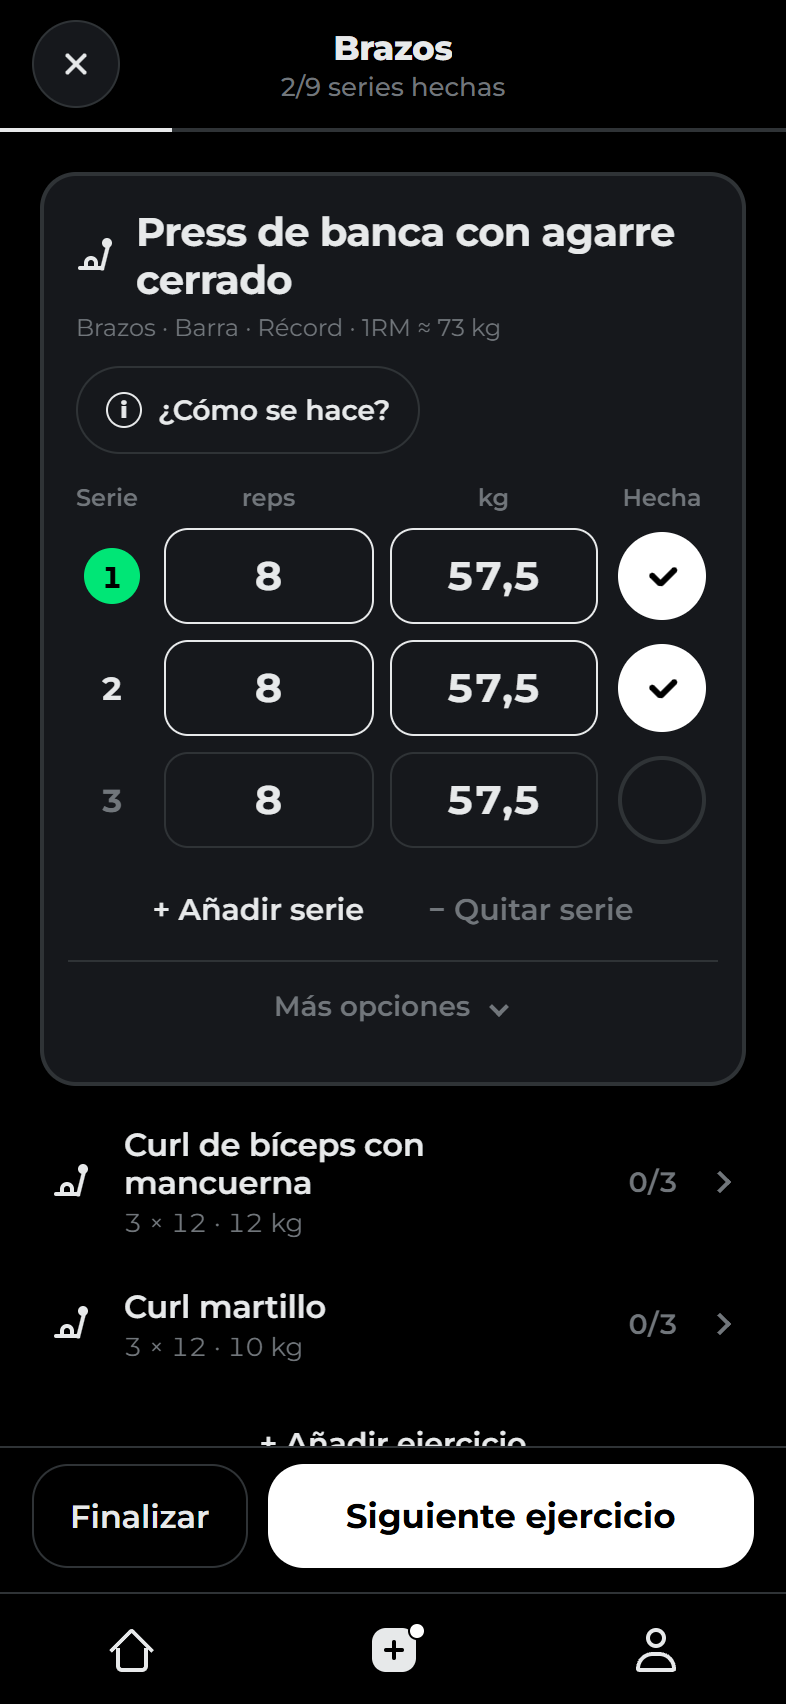 Brazos
2/9 series hechas
Press de banca con agarre
cerrado
Brazos · Barra · Récord · 1RM ≈ 73 kg
¿Cómo se hace?
Serie reps kg Hecha
1 8 57,5
2 8 57,5
3 8 57,5
+ Añadir serie − Quitar serie
Más opciones
Curl de bíceps con
mancuerna
3 × 12 · 12 kg
0/3
Curl martillo
3 × 12 · 10 kg
0/3
+ Añadir ejercicio
Finalizar
Siguiente ejercicio